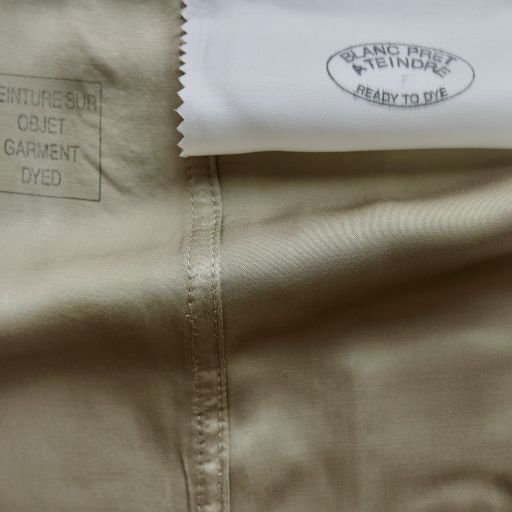 EINTURE SUR
OBJET
GARMENT
DYED
BLANC PRET
A TEINDRE
F
READY TO DYE